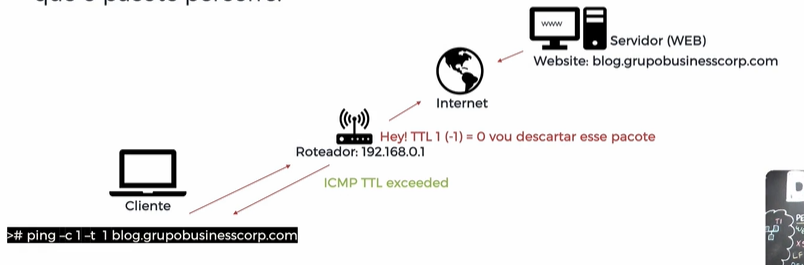 que o pacote percorre.
www
Servidor (WEB)
Website: blog.grupobusinesscorp.com
Internet
Hey! TTL 1 (-1) = 0 vou descartar esse pacote
Roteador: 192.168.0.1
ICMP TTL exceeded
Cliente
># ping –c 1 –t 1 blog.grupobusinesscorp.com
D
PE